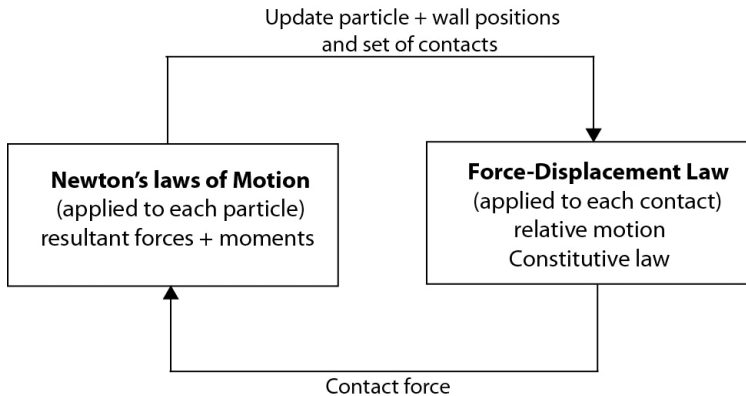 Update particle + wall positions
and set of contacts
Newton’s laws of Motion
(applied to each particle)
resultant forces + moments
Force-Displacement Law
(applied to each contact)
relative motion
Constitutive law
Contact force